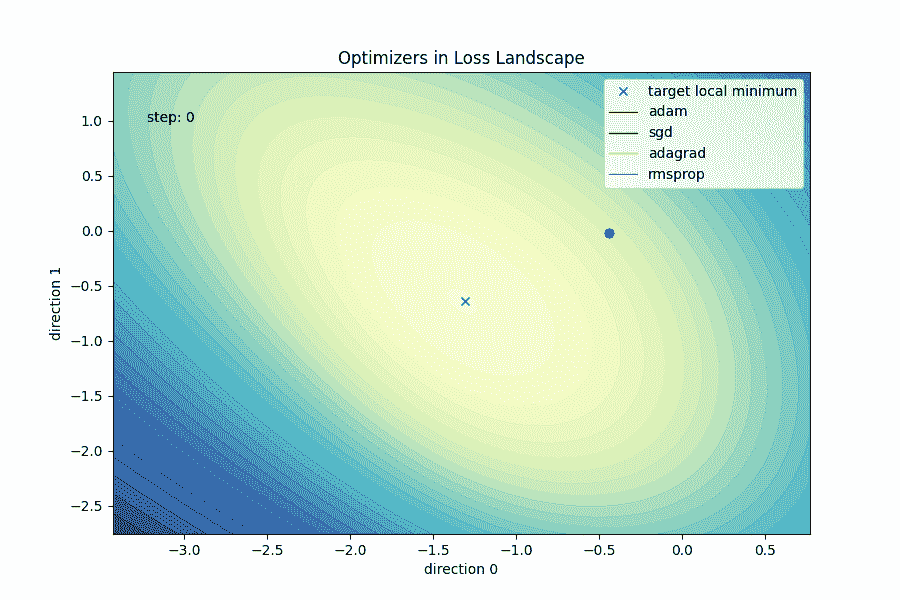 Optimizers in Loss Landscape
step: 0
target local minimum
adam
sgd
adagrad
rmsprop
direction 1
1.0
0.5
0.0
−0.5
−1.0
−1.5
−2.0
−2.5
−3.0 −2.5 −2.0 −1.5 −1.0 −0.5 0.0 0.5
direction 0